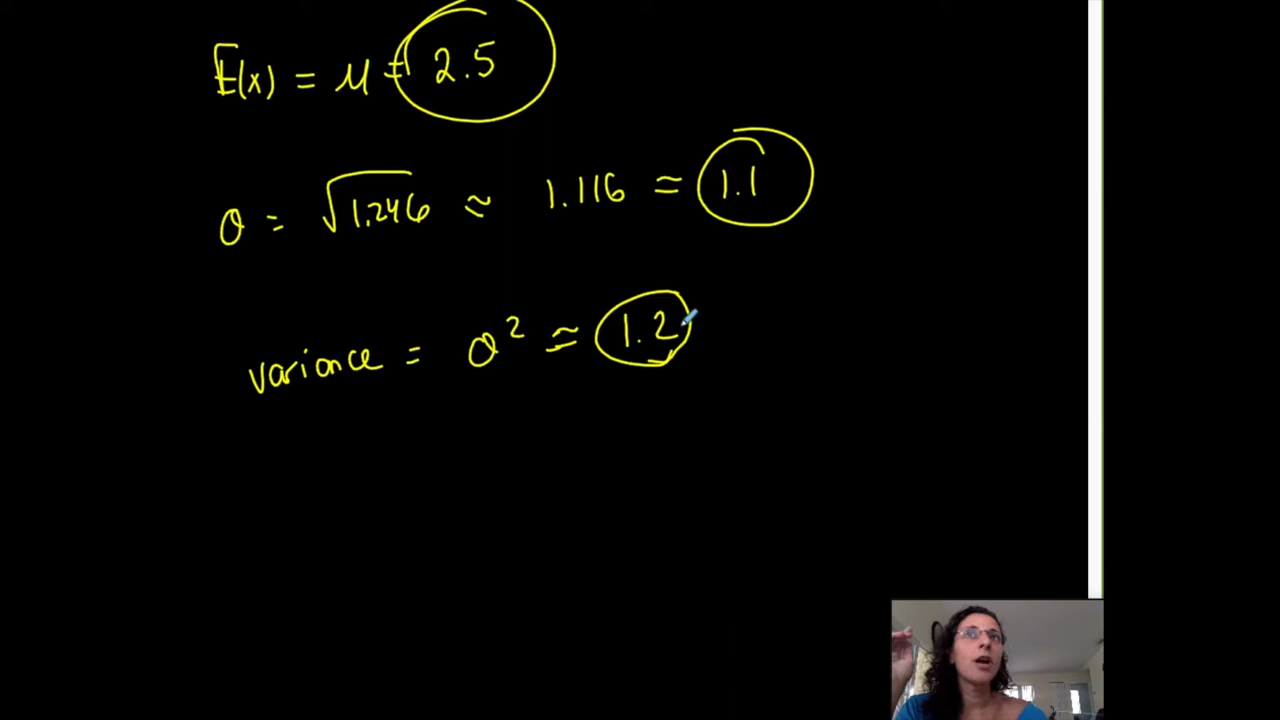 E(x) = μ = 2.5
σ = √1.246 ≈ 1.116 ≈ 1.1
variance = σ² ≈ 1.2